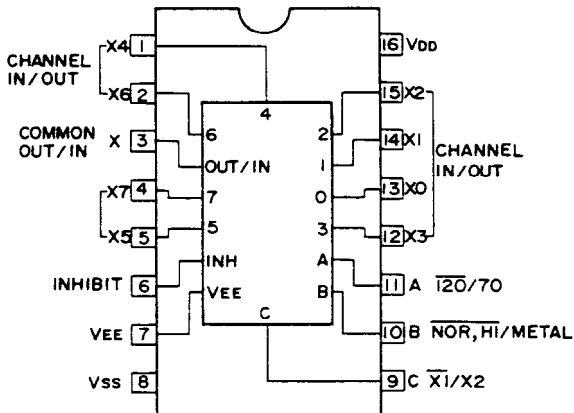 X4 1
CHANNEL
IN/OUT
X6 2
COMMON
OUT/IN
X 3
X7 4
X5 5
INHIBIT 6
VEE 7
VSS 8
4
6
OUT/IN
7
5
INH
VEE
C
2
1
0
3
A
B
16 VDD
15 X2
14 X1
CHANNEL
IN/OUT
13 X0
12 X3
11 A 120/70
10 B NOR, HI/METAL
9 C X1/X2